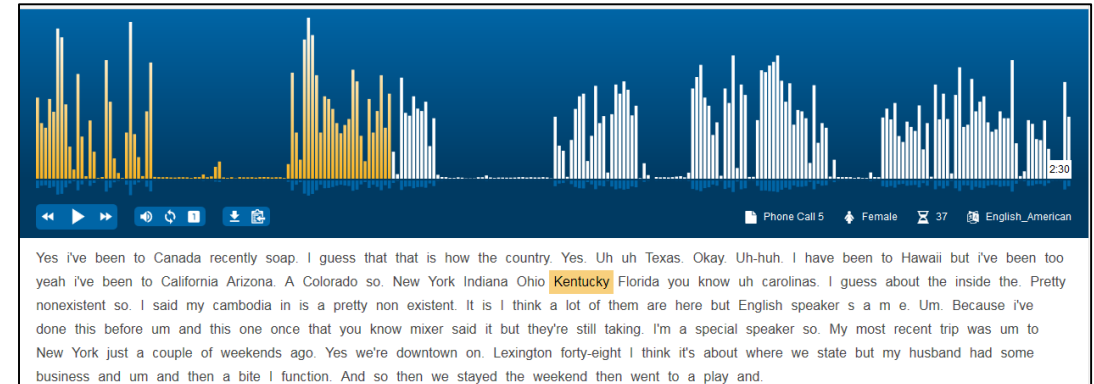 2:30
1
Phone Call 5 Female 37 English_American
Yes i've been to Canada recently soap. I guess that that is how the country. Yes. Uh uh Texas. Okay. Uh-huh. I have been to Hawaii but i've been too
yeah i've been to California Arizona. A Colorado so. New York Indiana Ohio Kentucky Florida you know uh carolinas. I guess about the inside the. Pretty
nonexistent so. I said my cambodia in is a pretty non existent. It is I think a lot of them are here but English speaker s a m e. Um. Because i've
done this before um and this one once that you know mixer said it but they're still taking. I'm a special speaker so. My most recent trip was um to
New York just a couple of weekends ago. Yes we're downtown on. Lexington forty-eight I think it's about where we state but my husband had some
business and um and then a bite I function. And so then we stayed the weekend then went to a play and.